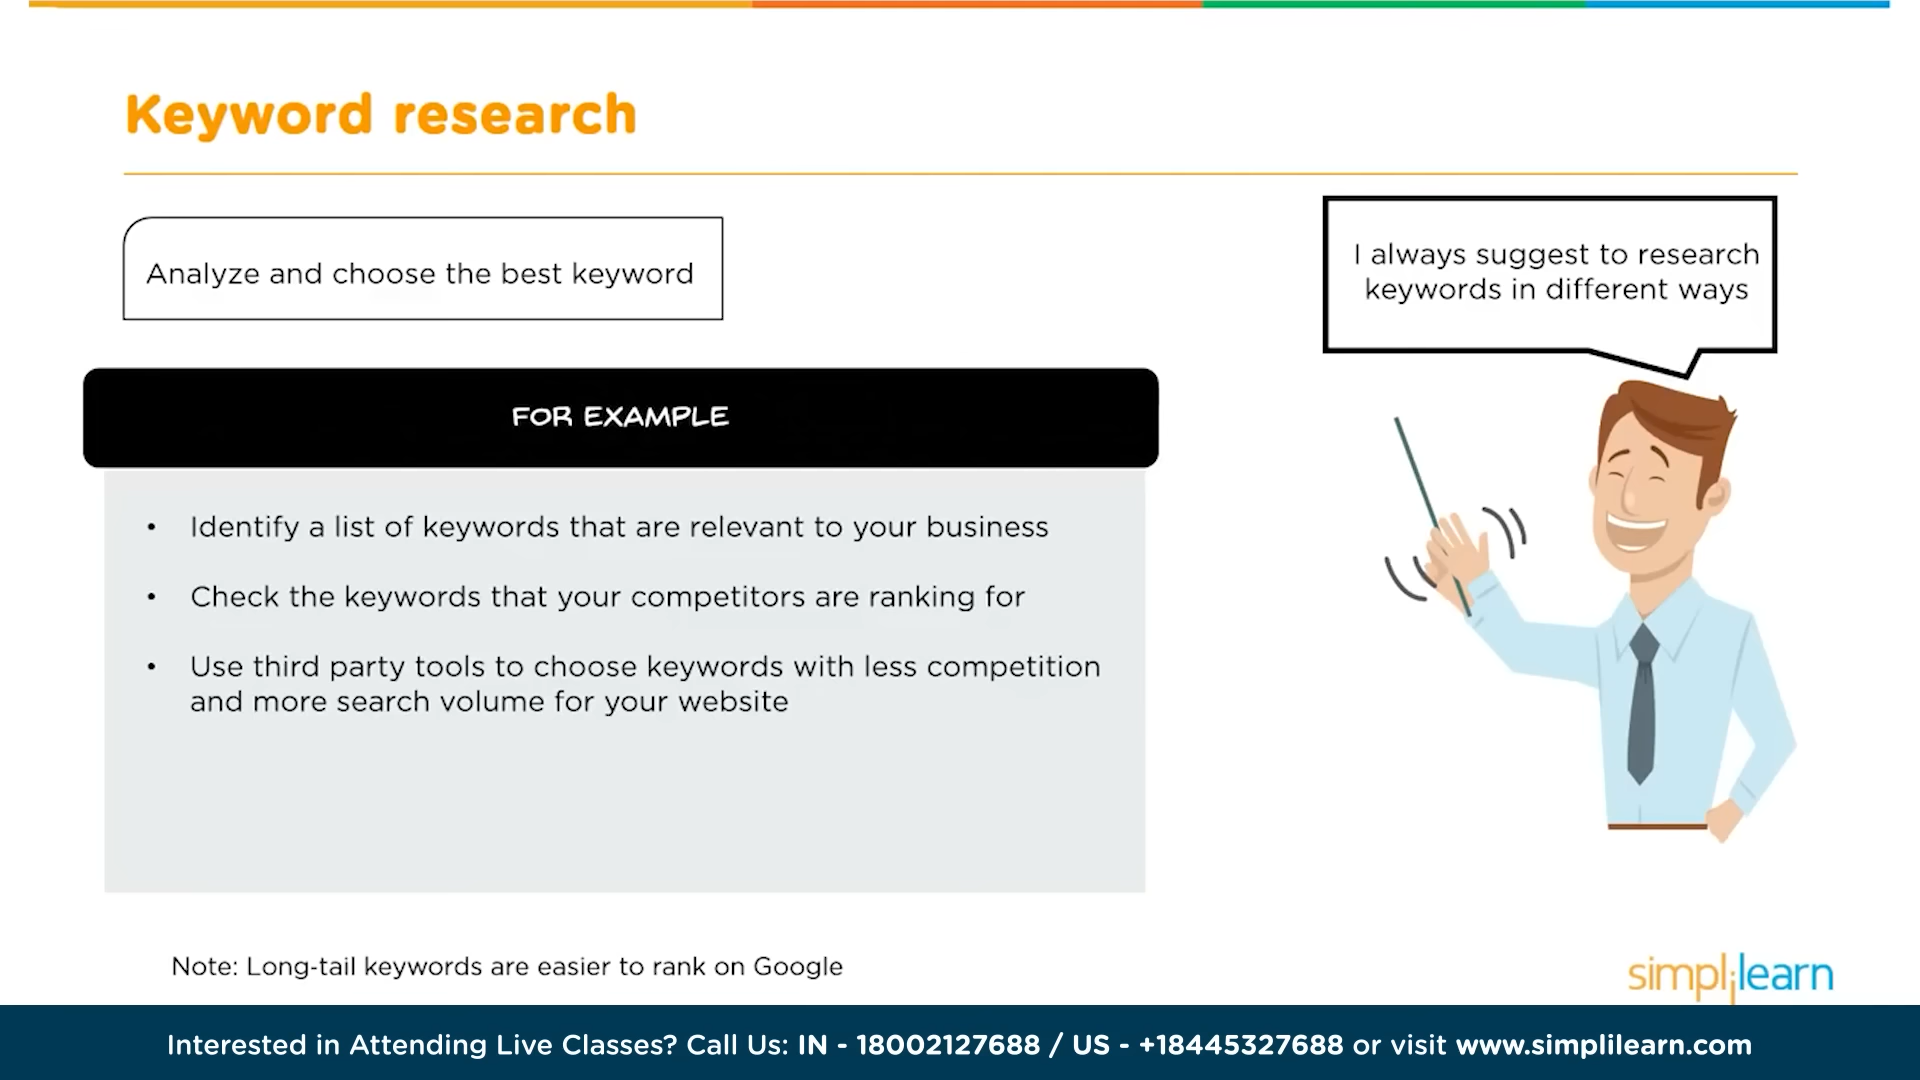 Keyword research
Analyze and choose the best keyword
I always suggest to research
keywords in different ways
FOR EXAMPLE
• Identify a list of keywords that are relevant to your business
• Check the keywords that your competitors are ranking for
• Use third party tools to choose keywords with less competition
and more search volume for your website
Note: Long-tail keywords are easier to rank on Google
simplilearn
Interested in Attending Live Classes? Call Us: IN - 18002127688 / US - +18445327688 or visit www.simplilearn.com